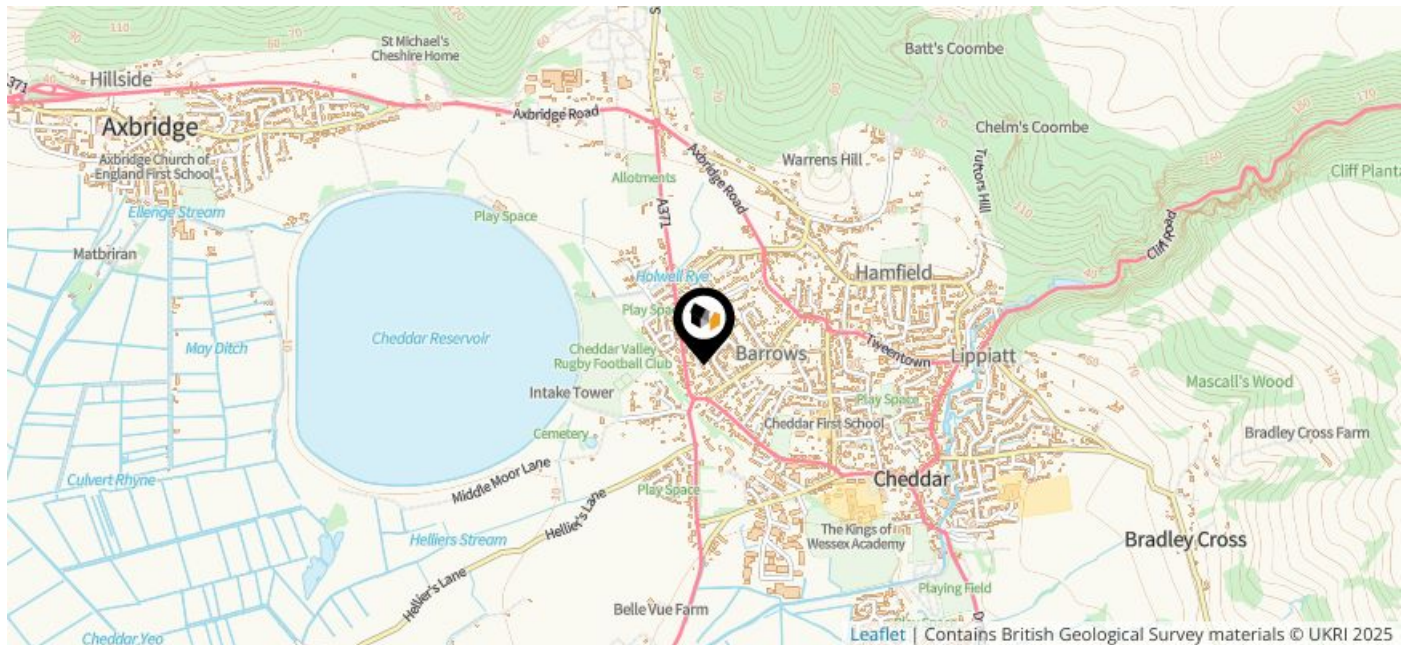 St Michael's
Cheshire Home
Batt's Coombe
Hillside
A371
Axbridge Road
Axbridge
Chelm's Coombe
Warrens Hill
Tutors Hill
Axbridge Church of
England First School
Allotments
Axbridge Road
Cliff Planta
Ellenge Stream
Play Space
A371
Cliff Road
Matbriran
Holwell Rye
Hamfield
Play Spa
Cheddar Reservoir
May Ditch
Cheddar Valley
Rugby Football Club
Barrows
Tweentown
Lippiatt
Intake Tower
Play Space
Mascall's Wood
Cheddar First School
Cemetery
Bradley Cross Farm
Middle Moor Lane
Culvert Rhyne
Cheddar
Play Space
Hellier's Lane
The Kings of
Wessex Academy
Helliers Stream
Bradley Cross
Hellier's Lane
Playing Field
Belle Vue Farm
Cheddar Yeo
Leaflet | Contains British Geological Survey materials © UKRI 2025